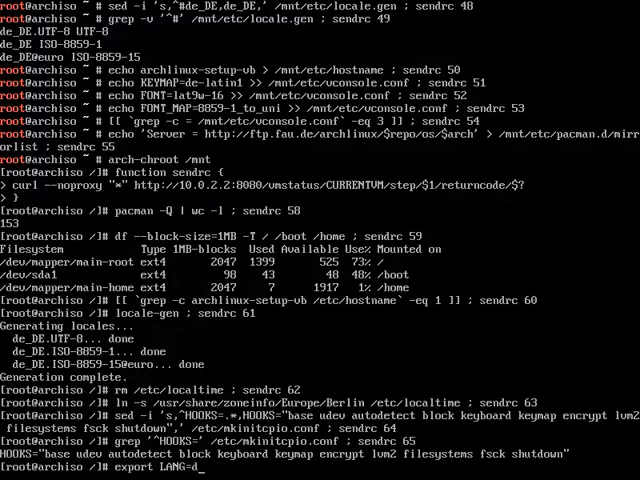 root@archiso ~ # sed -i 's,^#de_DE,de_DE,' /mnt/etc/locale.gen ; sendrc 48
root@archiso ~ # grep -v '^#' /mnt/etc/locale.gen ; sendrc 49
de_DE.UTF-8 UTF-8
de_DE ISO-8859-1
de_DE@euro ISO-8859-15
root@archiso ~ # echo archlinux-setup-vb > /mnt/etc/hostname ; sendrc 50
root@archiso ~ # echo KEYMAP=de-latin1 >> /mnt/etc/vconsole.conf ; sendrc 51
root@archiso ~ # echo FONT=lat9w-16 >> /mnt/etc/vconsole.conf ; sendrc 52
root@archiso ~ # echo FONT_MAP=8859-1_to_uni >> /mnt/etc/vconsole.conf ; sendrc 53
root@archiso ~ # [[ `grep -c = /mnt/etc/vconsole.conf` -eq 3 ]] ; sendrc 54
root@archiso ~ # echo 'Server = http://ftp.fau.de/archlinux/$repo/os/$arch' > /mnt/etc/pacman.d/mirr
orlist ; sendrc 55
root@archiso ~ # arch-chroot /mnt
[root@archiso /]# function sendrc {
> curl --noproxy "*" http://10.0.2.2:8080/vmstatus/CURRENTVM/step/$1/returncode/$?
> }
[root@archiso /]# pacman -Q | wc -l ; sendrc 58
153
[root@archiso /]# df --block-size=1MB -T / /boot /home ; sendrc 59
Filesystem Type 1MB-blocks Used Available Use% Mounted on
/dev/mapper/main-root ext4 2047 1399 525 73% /
/dev/sda1 ext4 98 43 48 48% /boot
/dev/mapper/main-home ext4 2047 7 1917 1% /home
[root@archiso /]# [[ `grep -c archlinux-setup-vb /etc/hostname` -eq 1 ]] ; sendrc 60
[root@archiso /]# locale-gen ; sendrc 61
Generating locales...
de_DE.UTF-8... done
de_DE.ISO-8859-1... done
de_DE.ISO-8859-15@euro... done
Generation complete.
[root@archiso /]# rm /etc/localtime ; sendrc 62
[root@archiso /]# ln -s /usr/share/zoneinfo/Europe/Berlin /etc/localtime ; sendrc 63
[root@archiso /]# sed -i 's,^HOOKS=.*,HOOKS="base udev autodetect block keyboard keymap encrypt lvm2
filesystems fsck shutdown",' /etc/mkinitcpio.conf ; sendrc 64
[root@archiso /]# grep '^HOOKS=' /etc/mkinitcpio.conf ; sendrc 65
HOOKS="base udev autodetect block keyboard keymap encrypt lvm2 filesystems fsck shutdown"
[root@archiso /]# export LANG=d_